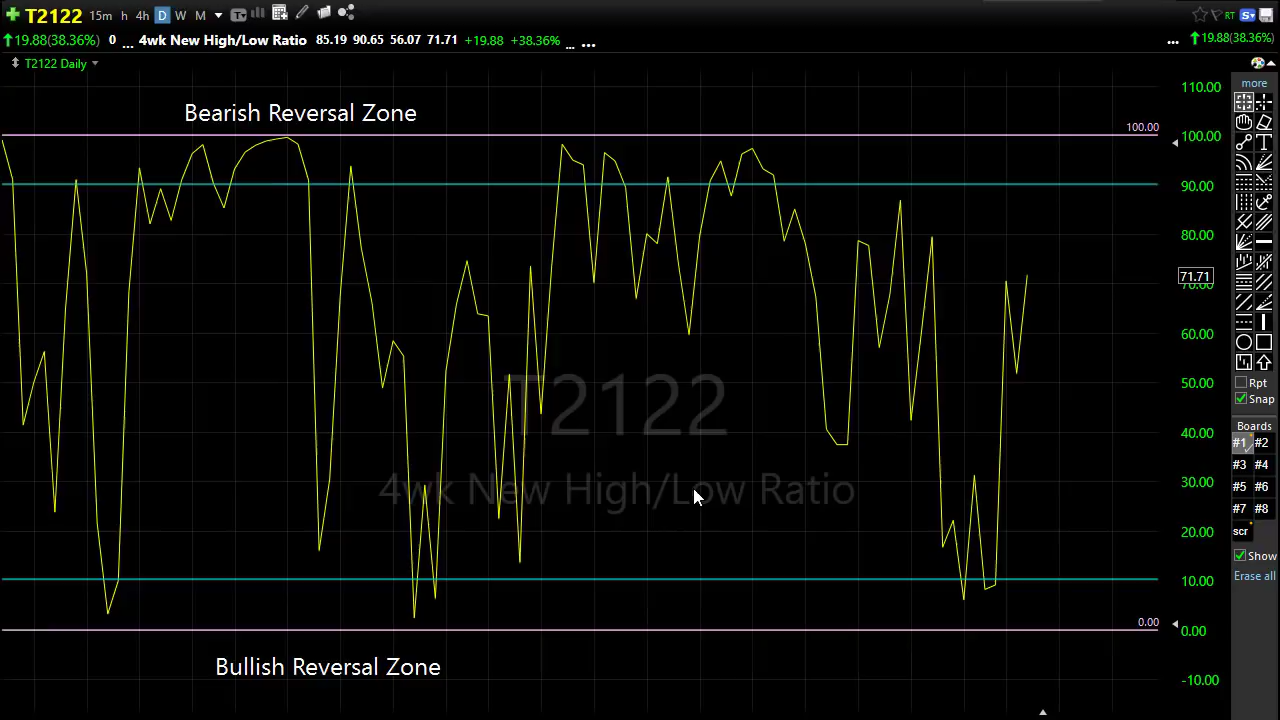 T2122 15m h 4h D W M
19.88(38.36%) 0 ... 4wk New High/Low Ratio 85.19 90.65 56.07 71.71 +19.88 +38.36% ... ... ... 19.88(38.36%)
RT S
T2122 Daily
more
Bearish Reversal Zone
110.00
100.00
100.00
90.00
80.00
71.71
70.00
60.00
50.00
40.00
30.00
20.00
10.00
0.00
0.00
-10.00
T2122
4wk New High/Low Ratio
Bullish Reversal Zone
T
Rpt
Snap
Boards
#1 #2
#3 #4
#5 #6
#7 #8
scr
Show
Erase all